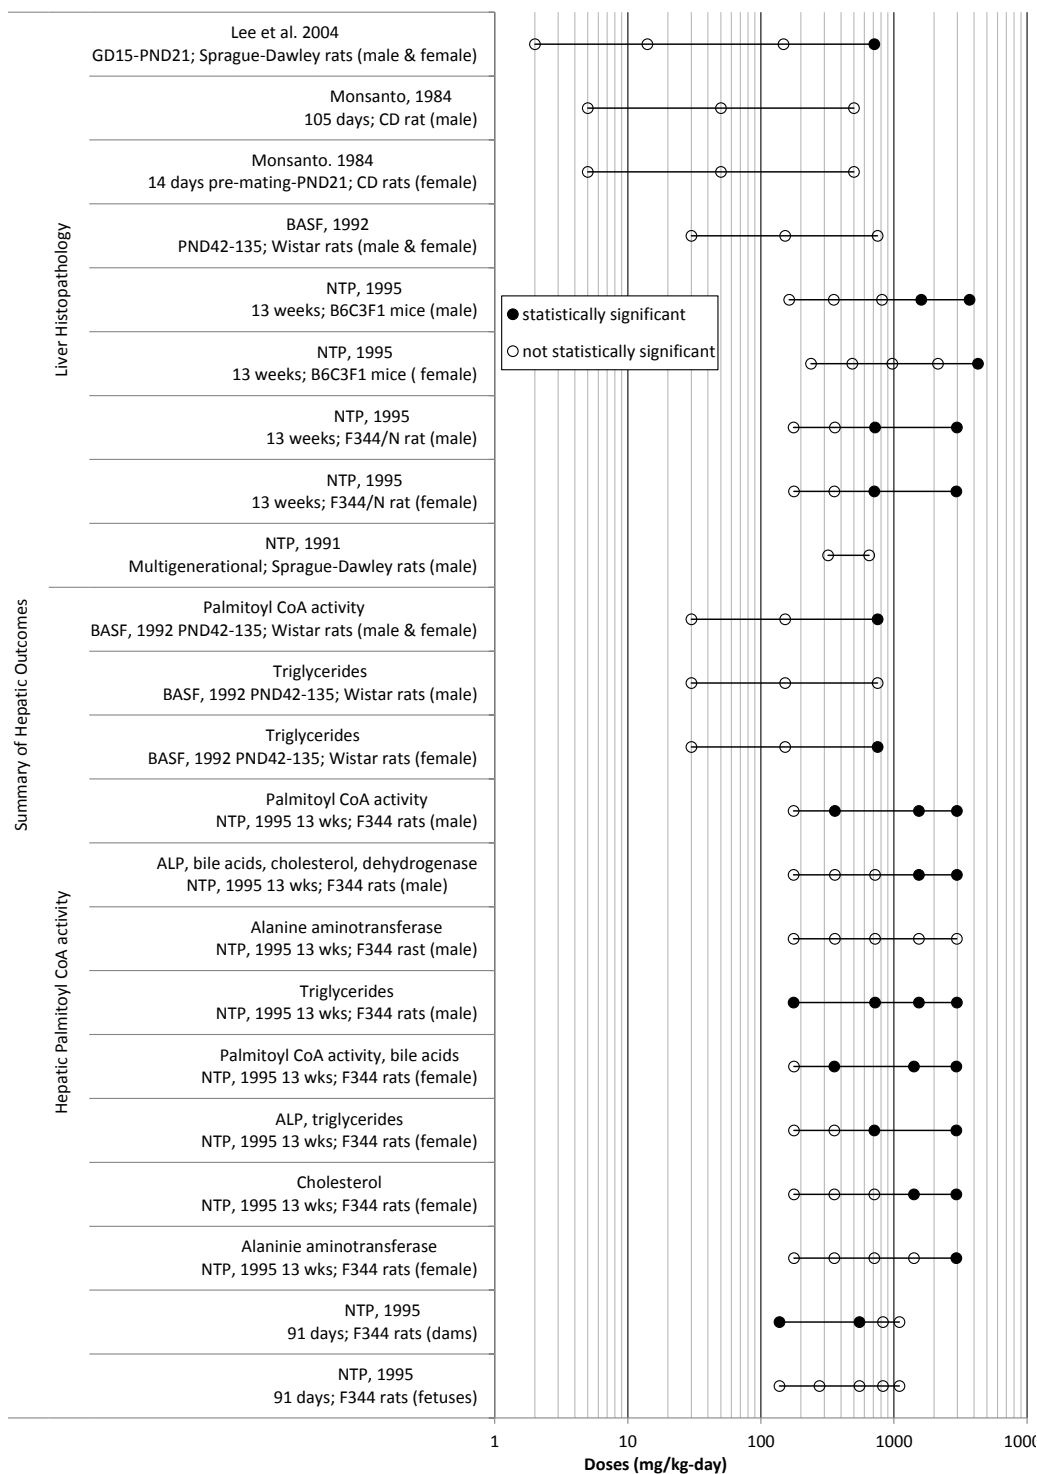 Summary of Hepatic Outcomes
Liver Histopathology
Lee et al. 2004
GD15-PND21; Sprague-Dawley rats (male & female)
Monsanto, 1984
105 days; CD rat (male)
Monsanto. 1984
14 days pre-mating-PND21; CD rats (female)
BASF, 1992
PND42-135; Wistar rats (male & female)
NTP, 1995
13 weeks; B6C3F1 mice (male)
NTP, 1995
13 weeks; B6C3F1 mice ( female)
NTP, 1995
13 weeks; F344/N rat (male)
NTP, 1995
13 weeks; F344/N rat (female)
NTP, 1991
Multigenerational; Sprague-Dawley rats (male)
Hepatic Palmitoyl CoA activity
Palmitoyl CoA activity
BASF, 1992 PND42-135; Wistar rats (male & female)
Triglycerides
BASF, 1992 PND42-135; Wistar rats (male)
Triglycerides
BASF, 1992 PND42-135; Wistar rats (female)
Palmitoyl CoA activity
NTP, 1995 13 wks; F344 rats (male)
ALP, bile acids, cholesterol, dehydrogenase
NTP, 1995 13 wks; F344 rats (male)
Alanine aminotransferase
NTP, 1995 13 wks; F344 rast (male)
Triglycerides
NTP, 1995 13 wks; F344 rats (male)
Palmitoyl CoA activity, bile acids
NTP, 1995 13 wks; F344 rats (female)
ALP, triglycerides
NTP, 1995 13 wks; F344 rats (female)
Cholesterol
NTP, 1995 13 wks; F344 rats (female)
Alaninie aminotransferase
NTP, 1995 13 wks; F344 rats (female)
NTP, 1995
91 days; F344 rats (dams)
NTP, 1995
91 days; F344 rats (fetuses)
statistically significant
not statistically significant
1 10 100 1000 1000
Doses (mg/kg-day)